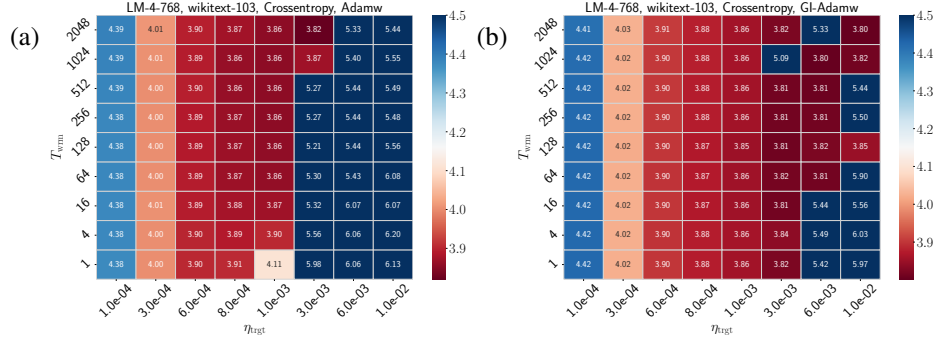 (a)
LM-4-768, wikitext-103, Crossentropy, Adamw
T_wrm
2048 4.39 4.01 3.90 3.87 3.86 3.82 5.33 5.44
1024 4.39 4.01 3.89 3.86 3.86 3.87 5.40 5.55
512 4.39 4.00 3.89 3.86 3.86 5.27 5.44 5.49
256 4.38 4.00 3.89 3.87 3.86 5.27 5.44 5.48
128 4.38 4.00 3.89 3.87 3.86 5.21 5.44 5.56
64 4.38 4.00 3.89 3.87 3.86 5.30 5.43 6.08
16 4.38 4.01 3.89 3.88 3.87 5.32 6.07 6.07
4 4.38 4.00 3.90 3.89 3.90 5.56 6.06 6.20
1 4.38 4.00 3.90 3.91 4.11 5.98 6.06 6.13
1.0e-04 3.0e-04 6.0e-04 8.0e-04 1.0e-03 3.0e-03 6.0e-03 1.0e-02
η_trgt
4.5
4.4
4.3
4.2
4.1
4.0
3.9
(b)
LM-4-768, wikitext-103, Crossentropy, GI-Adamw
T_wrm
2048 4.41 4.03 3.91 3.88 3.86 3.82 5.33 3.80
1024 4.42 4.02 3.90 3.88 3.86 5.09 3.80 3.82
512 4.42 4.02 3.90 3.88 3.86 3.81 3.81 5.44
256 4.42 4.02 3.90 3.88 3.86 3.81 3.81 5.50
128 4.42 4.02 3.90 3.87 3.85 3.81 3.82 3.85
64 4.42 4.02 3.90 3.88 3.86 3.82 3.81 5.90
16 4.42 4.02 3.90 3.88 3.86 3.81 5.44 5.56
4 4.42 4.02 3.90 3.88 3.86 3.84 5.49 6.03
1 4.42 4.02 3.90 3.88 3.86 3.82 5.42 5.97
1.0e-04 3.0e-04 6.0e-04 8.0e-04 1.0e-03 3.0e-03 6.0e-03 1.0e-02
η_trgt
4.5
4.4
4.3
4.2
4.1
4.0
3.9